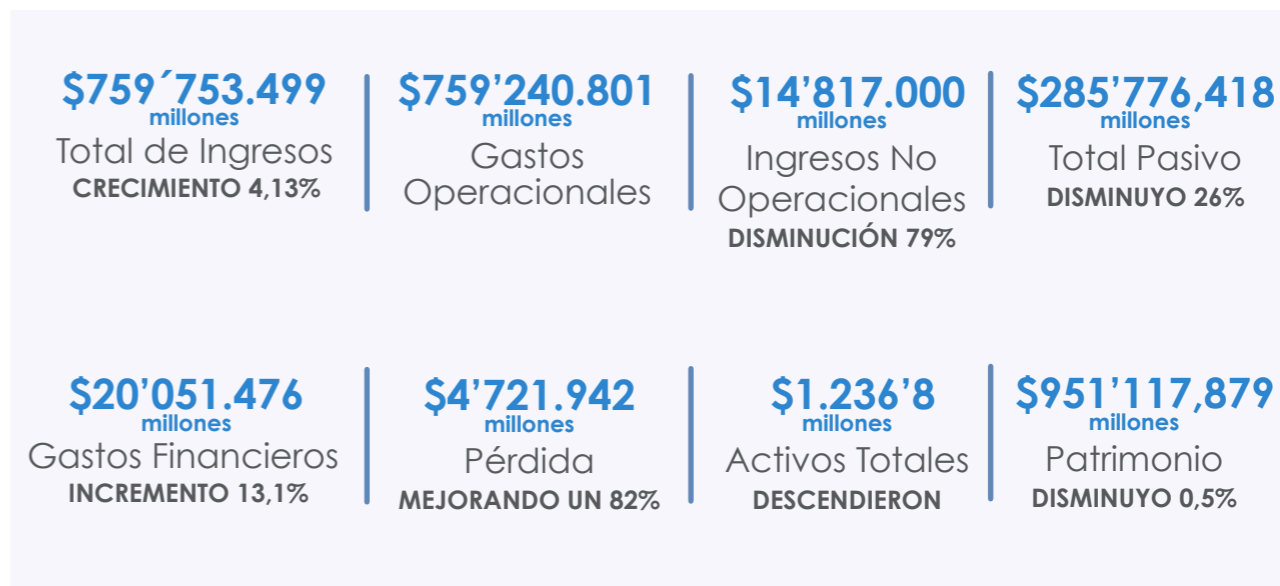 $759´753.499
millones
Total de Ingresos
CRECIMIENTO 4,13%
$759’240.801
millones
Gastos
Operacionales
$14’817.000
millones
Ingresos No
Operacionales
DISMINUCIÓN 79%
$285’776,418
millones
Total Pasivo
DISMINUYO 26%
$20’051.476
millones
Gastos Financieros
INCREMENTO 13,1%
$4’721.942
millones
Pérdida
MEJORANDO UN 82%
$1.236’8
millones
Activos Totales
DESCENDIERON
$951’117,879
millones
Patrimonio
DISMINUYO 0,5%